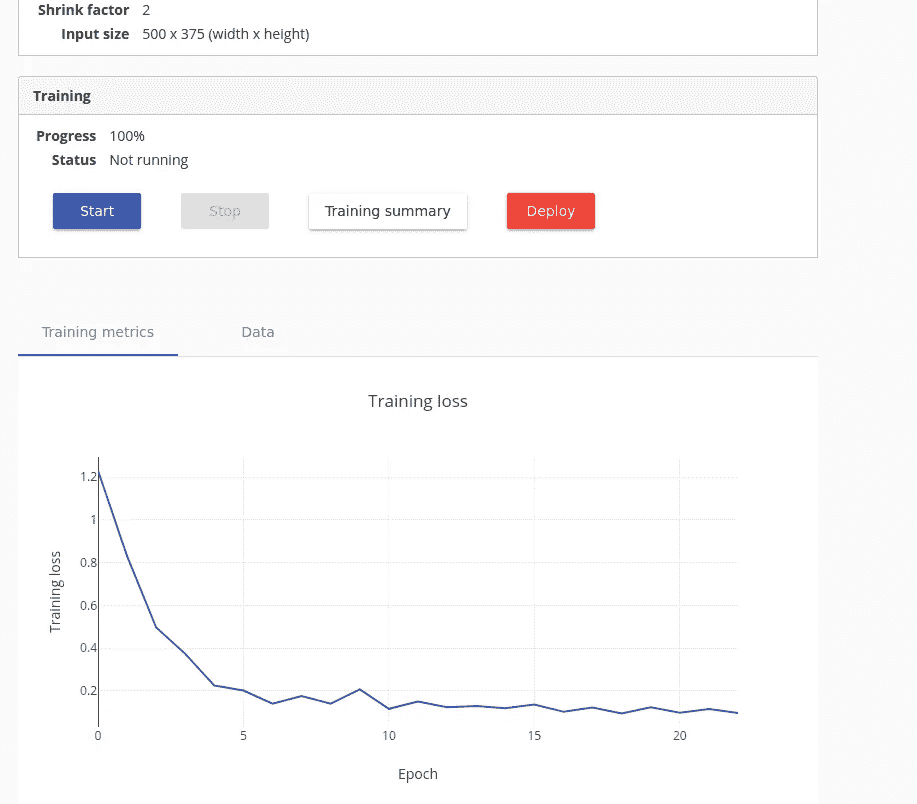 Shrink factor 2
Input size 500 x 375 (width x height)
Training
Progress 100%
Status Not running
Start Stop Training summary Deploy
Training metrics Data
Training loss
1.2
1
0.8
0.6
0.4
0.2
Training loss
0 5 10 15 20
Epoch